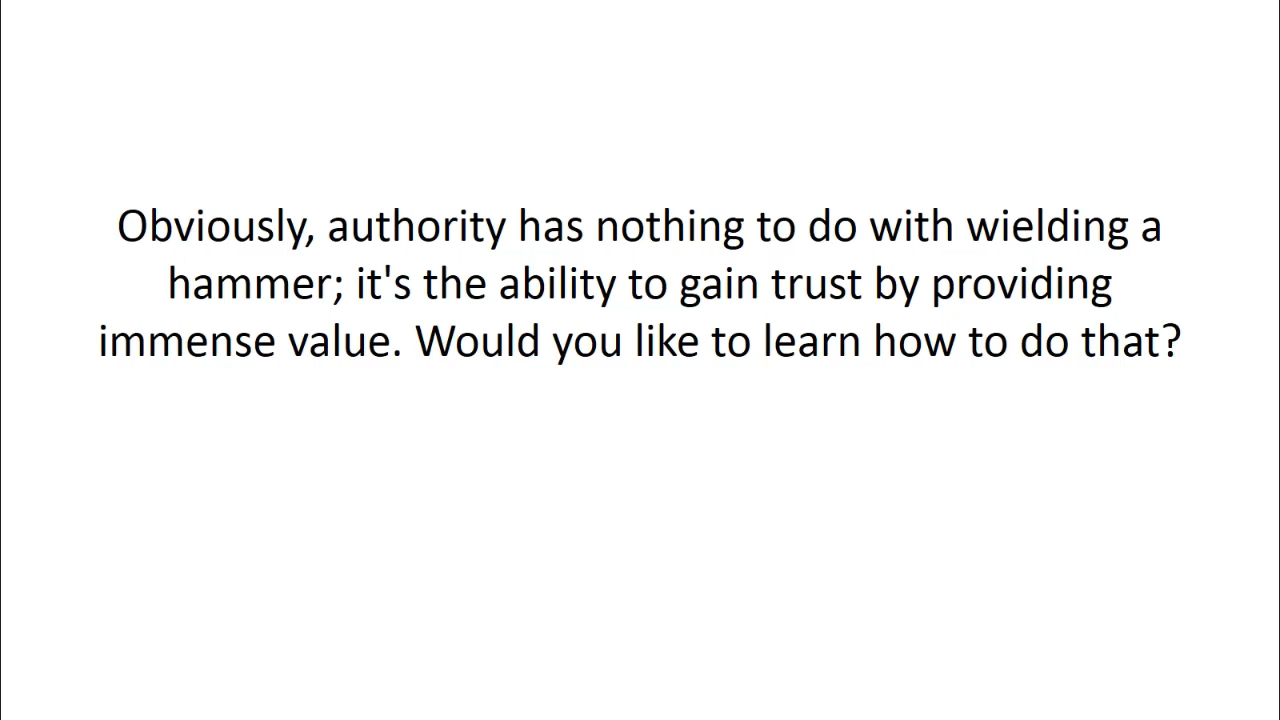 Obviously, authority has nothing to do with wielding a
hammer; it's the ability to gain trust by providing
immense value. Would you like to learn how to do that?